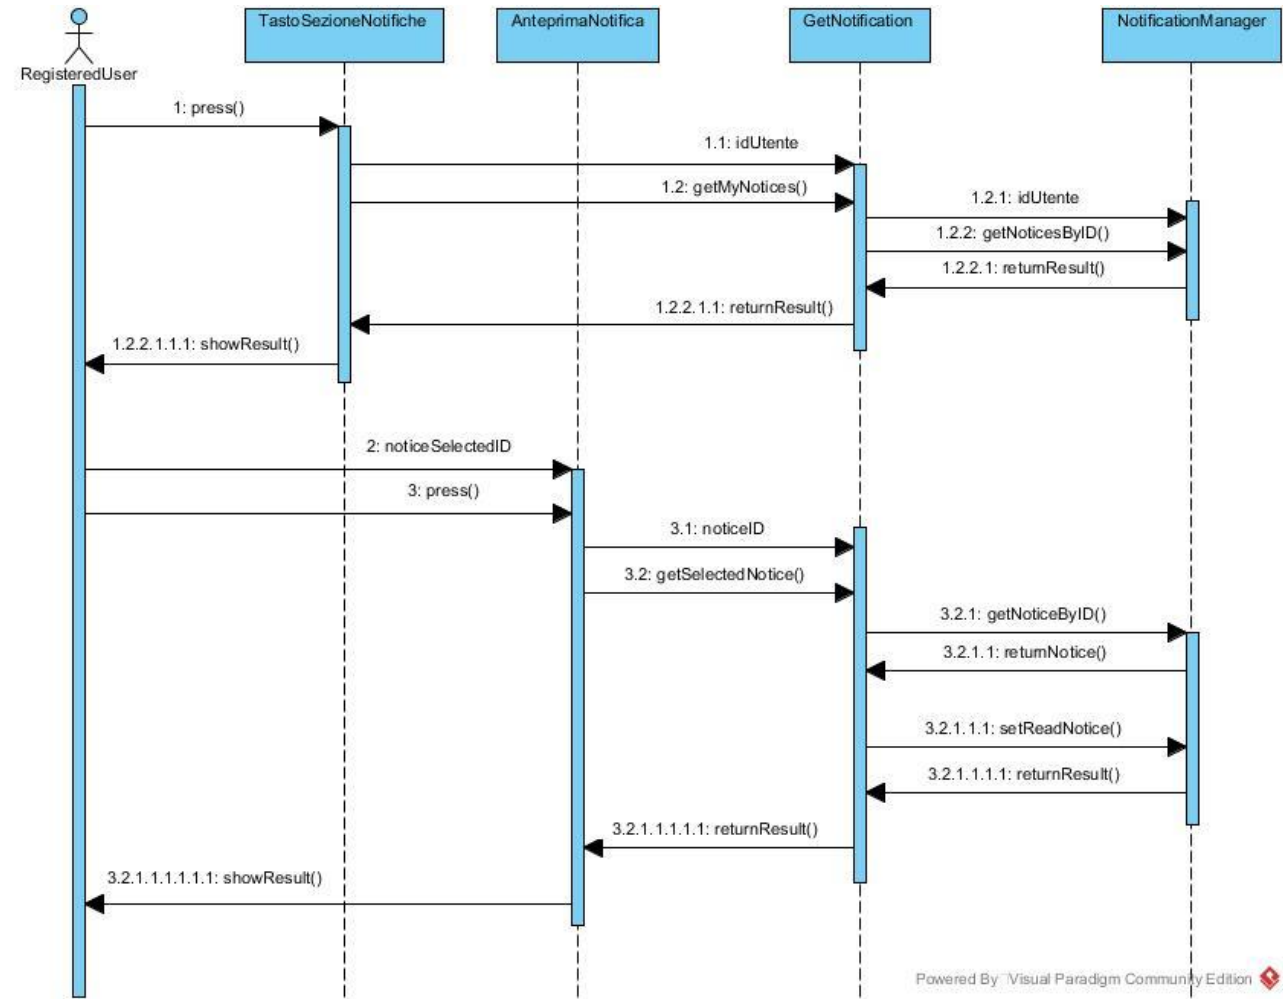 TastoSezioneNotifiche
AnteprimaNotifica
GetNotification
NotificationManager
RegisteredUser
1: press()
1.1: idUtente
1.2: getMyNotices()
1.2.1: idUtente
1.2.2: getNoticesByID()
1.2.2.1: returnResult()
1.2.2.1.1: returnResult()
1.2.2.1.1.1: showResult()
2: noticeSelectedID
3: press()
3.1: noticeID
3.2: getSelectedNotice()
3.2.1: getNoticeByID()
3.2.1.1: returnNotice()
3.2.1.1.1: setReadNotice()
3.2.1.1.1.1: returnResult()
3.2.1.1.1.1.1: returnResult()
3.2.1.1.1.1.1.1: showResult()
Powered By Visual Paradigm Community Edition